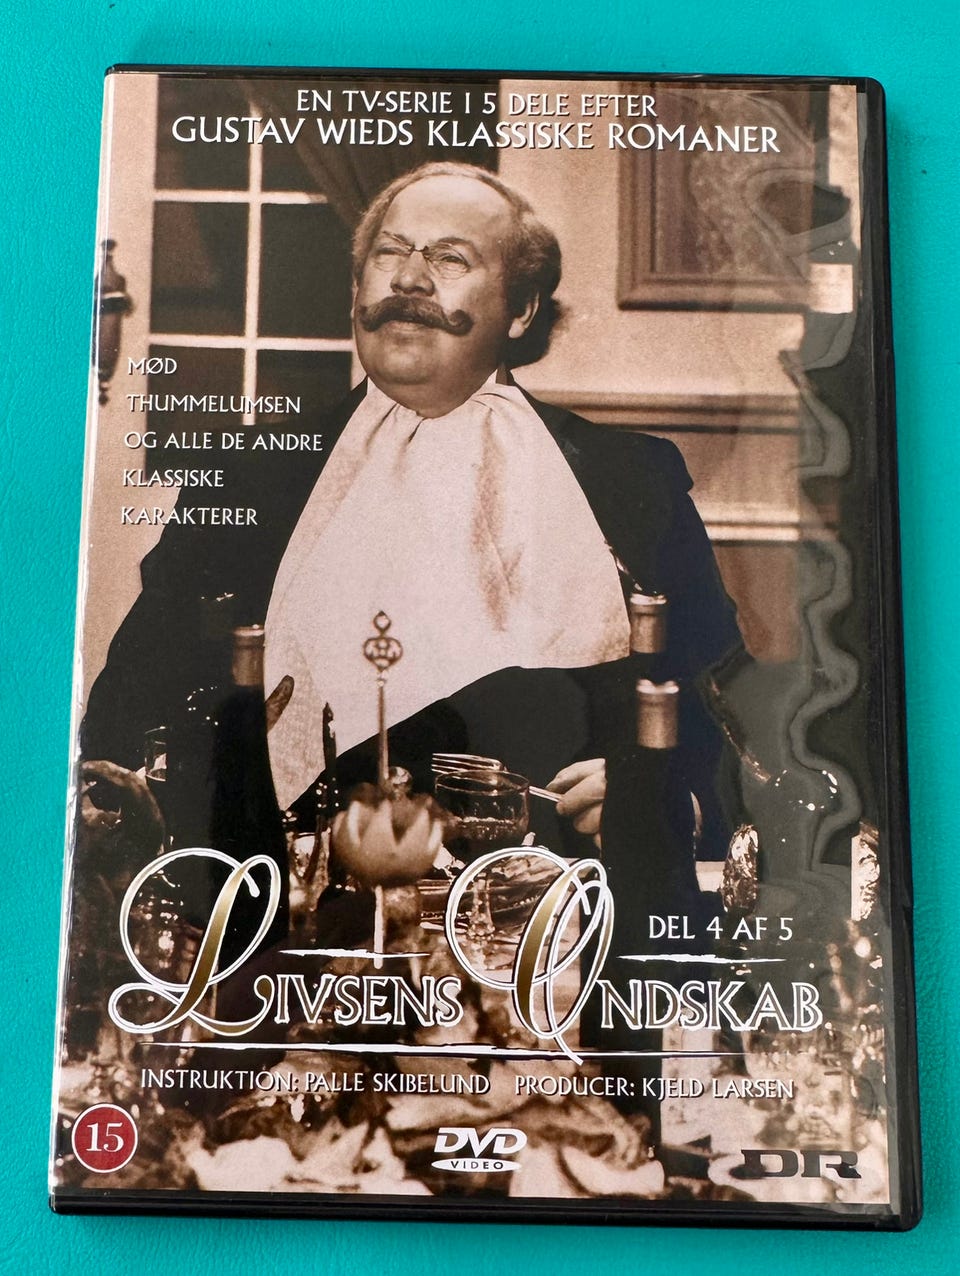 EN TV-SERIE I 5 DELE EFTER
GUSTAV WIEDS KLASSISKE ROMANER
MØD
THUMMELUMSEN
OG ALLE DE ANDRE
KLASSISKE
KARAKTERER
DEL 4 AF 5
LIVSENS ONDSKAB
INSTRUKTION: PALLE SKIBELUND PRODUCER: KJELD LARSEN
15
DVD
VIDEO
DR